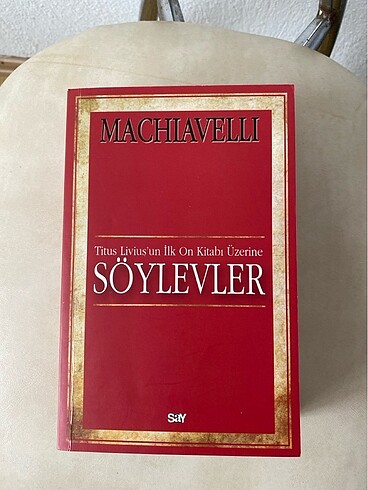 MACHIAVELLI
Titus Livius'un İlk On Kitabı Üzerine
SÖYLEVLER
say